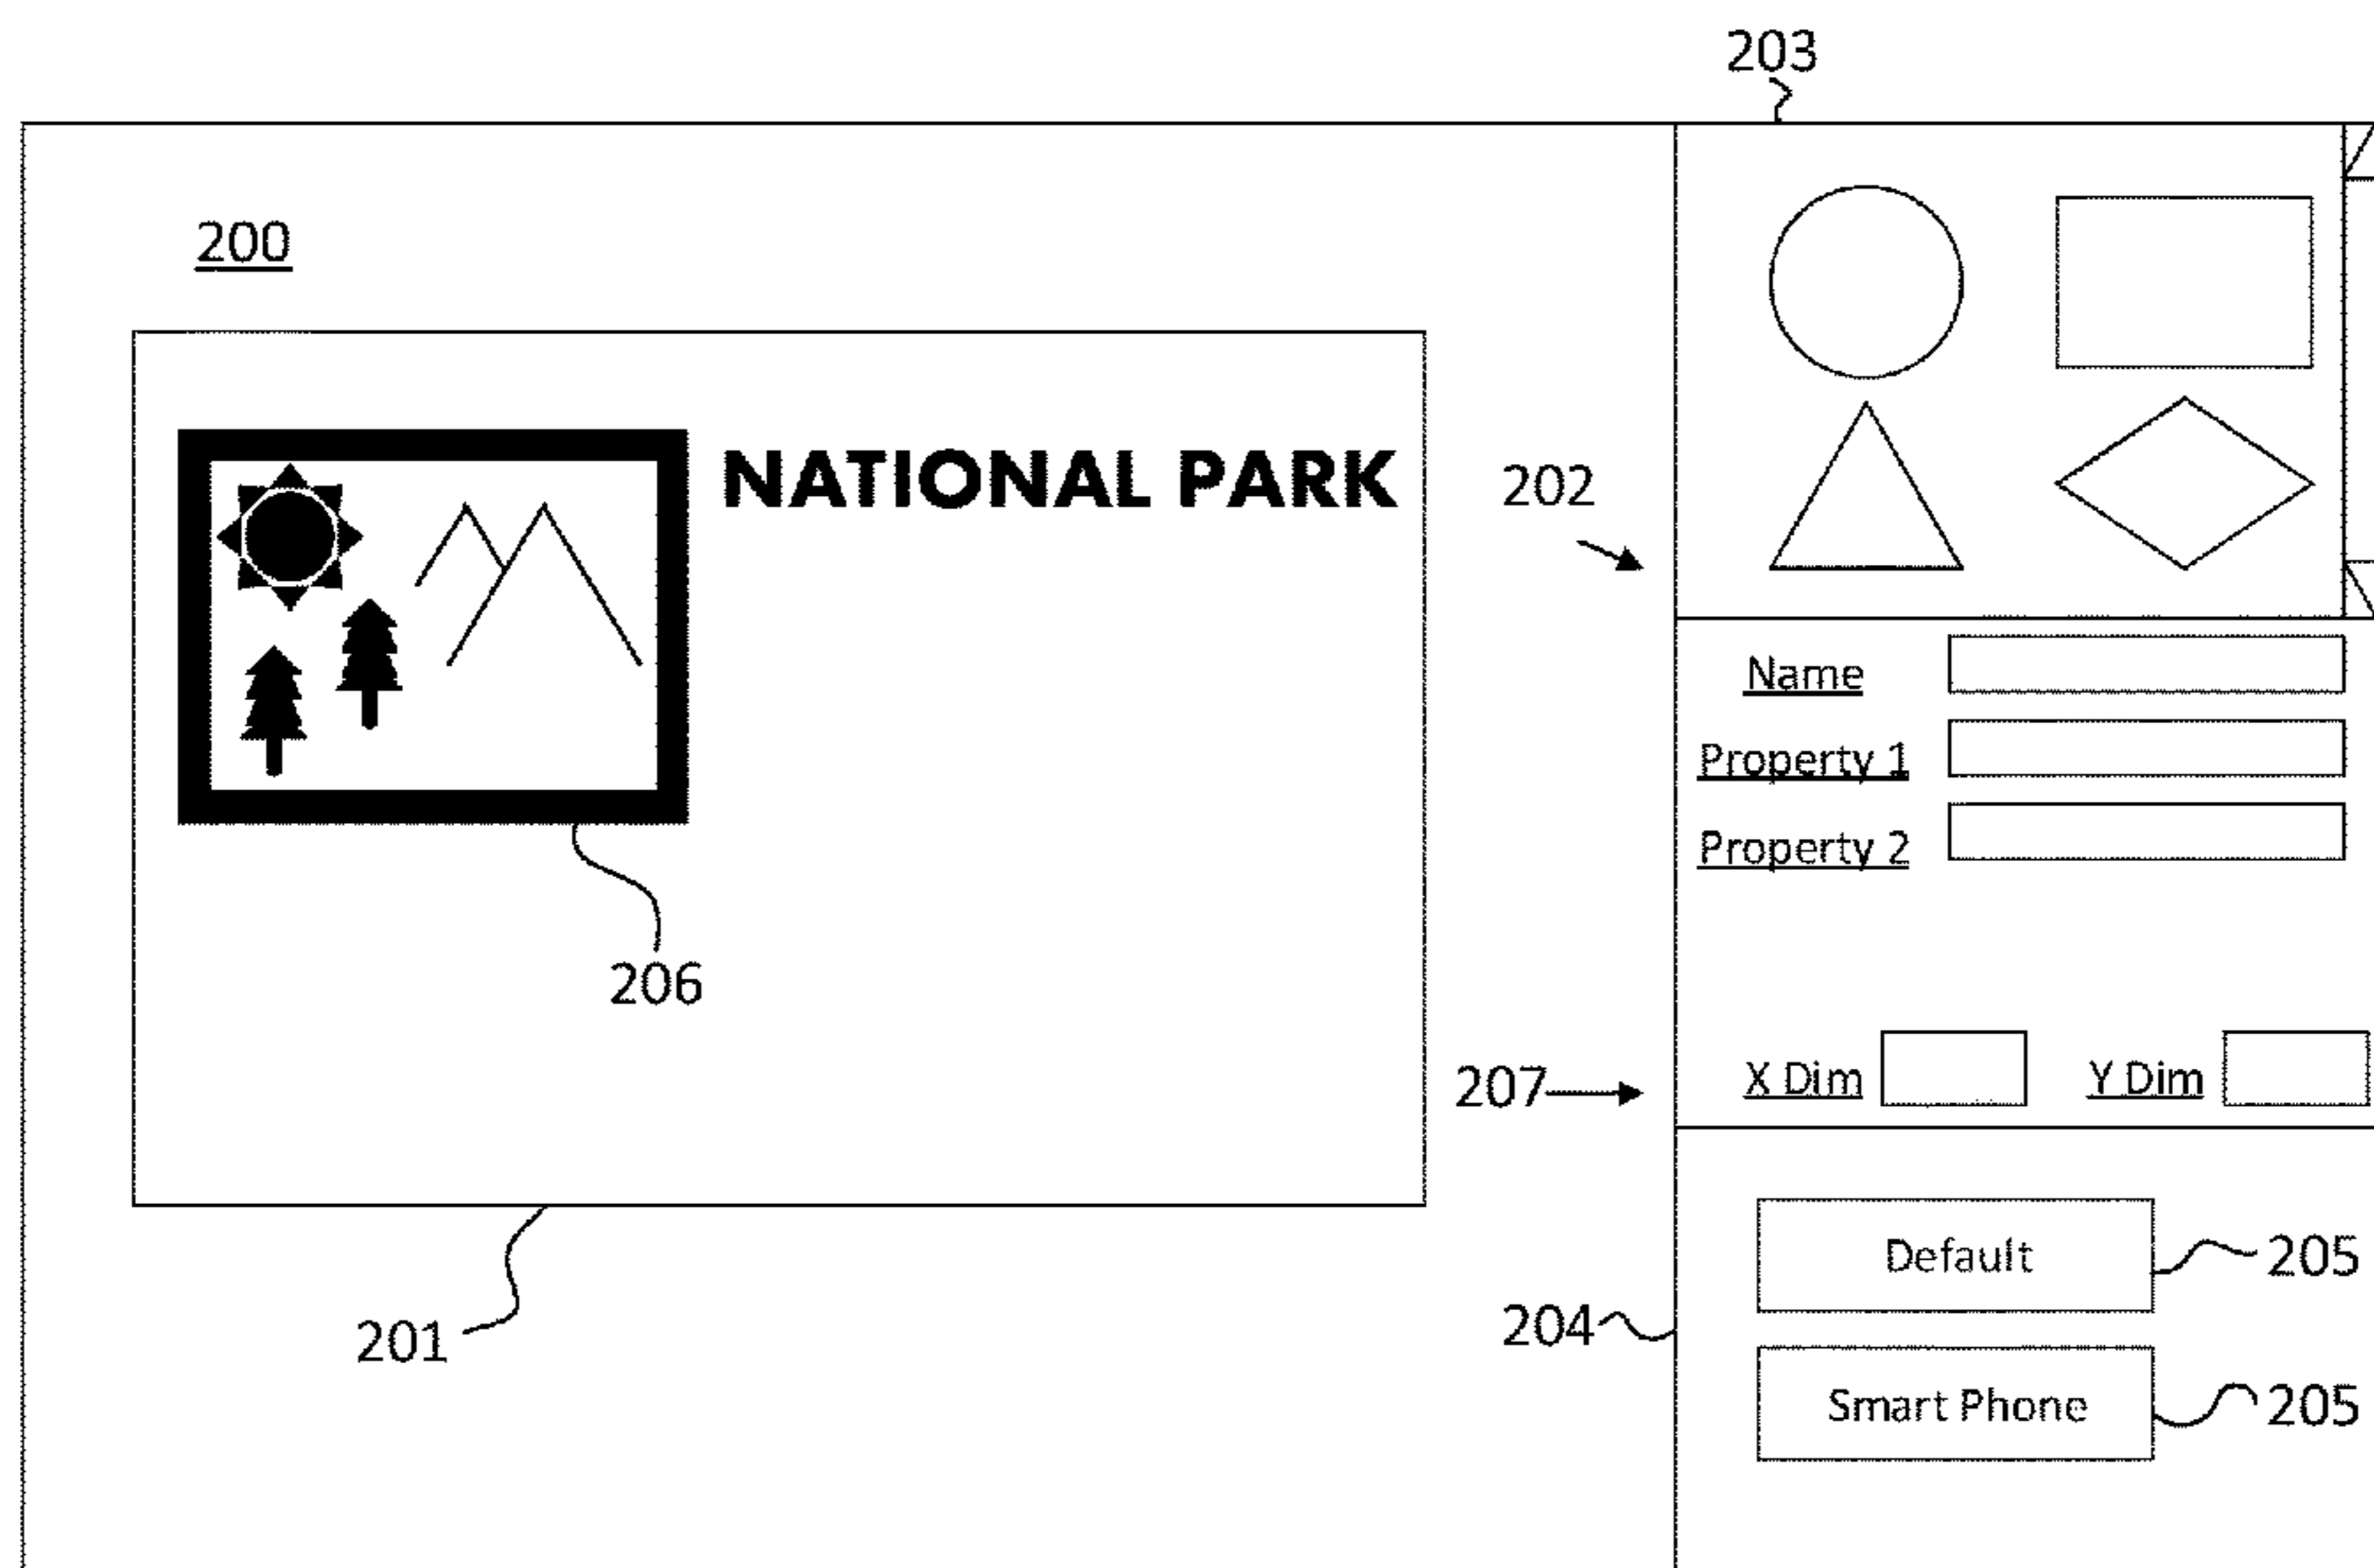 203
200
NATIONAL PARK
202
Name
Property 1
Property 2
206
207
X Dim
Y Dim
Default
205
204
201
Smart Phone
205